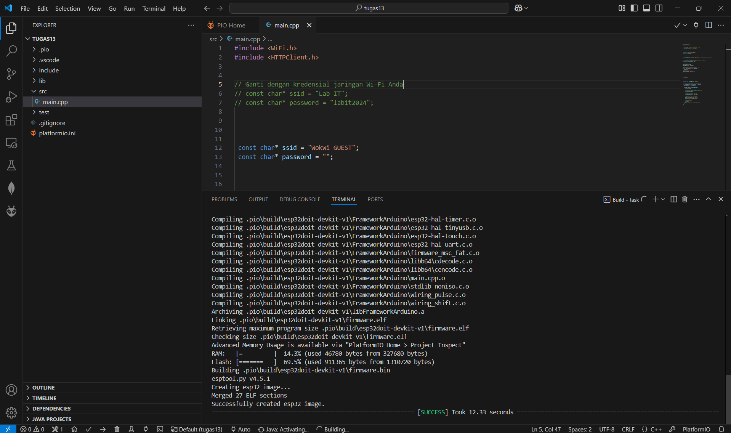 File Edit Selection View Go Run Terminal Help
tugas13
EXPLORER
TUGAS13
.pio
.vscode
include
lib
src
main.cpp
test
.gitignore
platformio.ini
OUTLINE
TIMELINE
DEPENDENCIES
JAVA PROJECTS
PIO Home
main.cpp
src > main.cpp > ...
1 #include <WiFi.h>
2 #include <HTTPClient.h>
3
4
5 // Ganti dengan kredensial jaringan Wi-Fi Anda
6 // const char* ssid = "Lab IT";
7 // const char* password = "labit2024";
8
9
10
11
12 const char* ssid = "Wokwi GUEST";
13 const char* password = "";
14
15
16
PROBLEMS OUTPUT DEBUG CONSOLE TERMINAL PORTS
Build - Task
Compiling .pio\build\esp32doit-devkit-v1\FrameworkArduino\esp32-hal-timer.c.o
Compiling .pio\build\esp32doit-devkit-v1\FrameworkArduino\esp32-hal-tinyusb.c.o
Compiling .pio\build\esp32doit-devkit-v1\FrameworkArduino\esp32-hal-touch.c.o
Compiling .pio\build\esp32doit-devkit-v1\FrameworkArduino\esp32-hal-uart.c.o
Compiling .pio\build\esp32doit-devkit-v1\FrameworkArduino\firmware_msc_fat.c.o
Compiling .pio\build\esp32doit-devkit-v1\FrameworkArduino\libb64\cdecode.c.o
Compiling .pio\build\esp32doit-devkit-v1\FrameworkArduino\libb64\cencode.c.o
Compiling .pio\build\esp32doit-devkit-v1\FrameworkArduino\main.cpp.o
Compiling .pio\build\esp32doit-devkit-v1\FrameworkArduino\stdlib_noniso.c.o
Compiling .pio\build\esp32doit-devkit-v1\FrameworkArduino\wiring_pulse.c.o
Compiling .pio\build\esp32doit-devkit-v1\FrameworkArduino\wiring_shift.c.o
Archiving .pio\build\esp32doit-devkit-v1\libFrameworkArduino.a
Linking .pio\build\esp32doit-devkit-v1\firmware.elf
Retrieving maximum program size .pio\build\esp32doit-devkit-v1\firmware.elf
Checking size .pio\build\esp32doit-devkit-v1\firmware.elf
Advanced Memory Usage is available via "PlatformIO Home > Project Inspect"
RAM: [= ] 14.3% (used 46780 bytes from 327680 bytes)
Flash: [======= ] 69.5% (used 911365 bytes from 1310720 bytes)
Building .pio\build\esp32doit-devkit-v1\firmware.bin
esptool.py v4.5.1
Creating esp32 image...
Merged 27 ELF sections
Successfully created esp32 image.
[SUCCESS] Took 12.33 seconds
0 0 1 Default (tugas13) Auto Java: Activating... Building... Ln 5, Col 47 Spaces: 2 UTF-8 CRLF {} C++ PlatformIO